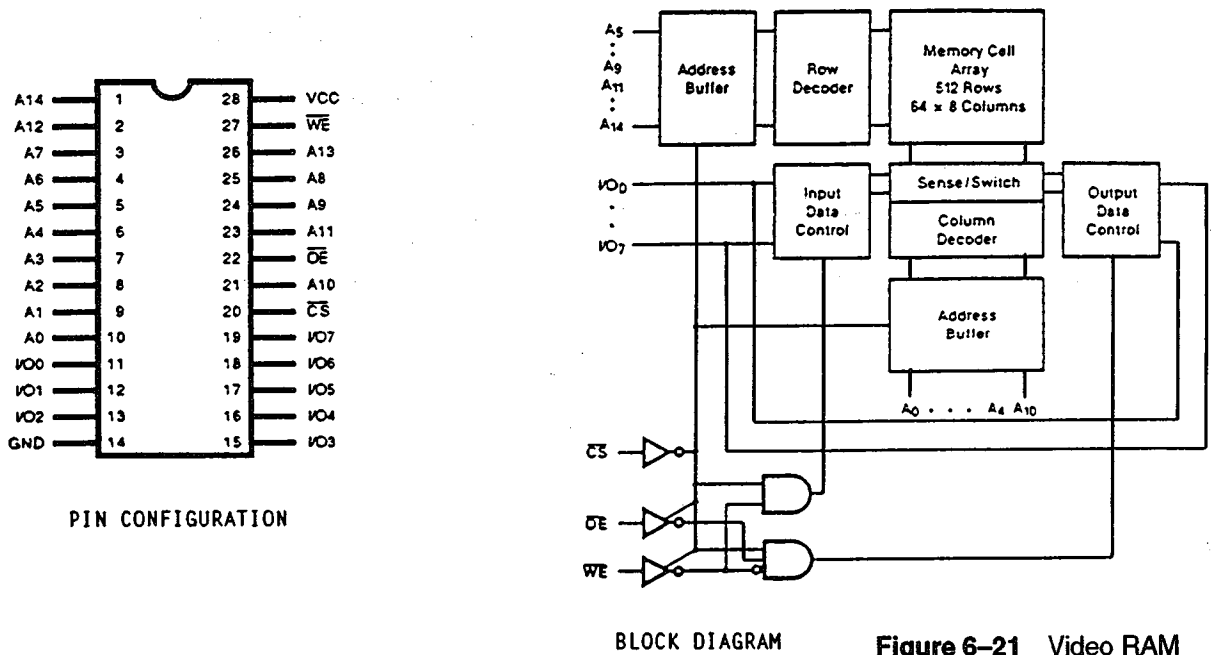 A14 1 28 VCC
A12 2 27 WE
A7 3 26 A13
A6 4 25 A8
A5 5 24 A9
A4 6 23 A11
A3 7 22 OE
A2 8 21 A10
A1 9 20 CS
A0 10 19 I/O7
I/O0 11 18 I/O6
I/O1 12 17 I/O5
I/O2 13 16 I/O4
GND 14 15 I/O3
PIN CONFIGURATION
A5
A9
A11
A14
Address
Buffer
Row
Decoder
Memory Cell
Array
512 Rows
64 x 8 Columns
I/O0
I/O7
Input
Data
Control
Sense/Switch
Column
Decoder
Output
Data
Control
Address
Buffer
A0 . . . A4 A10
CS
OE
WE
BLOCK DIAGRAM
Figure 6–21 Video RAM